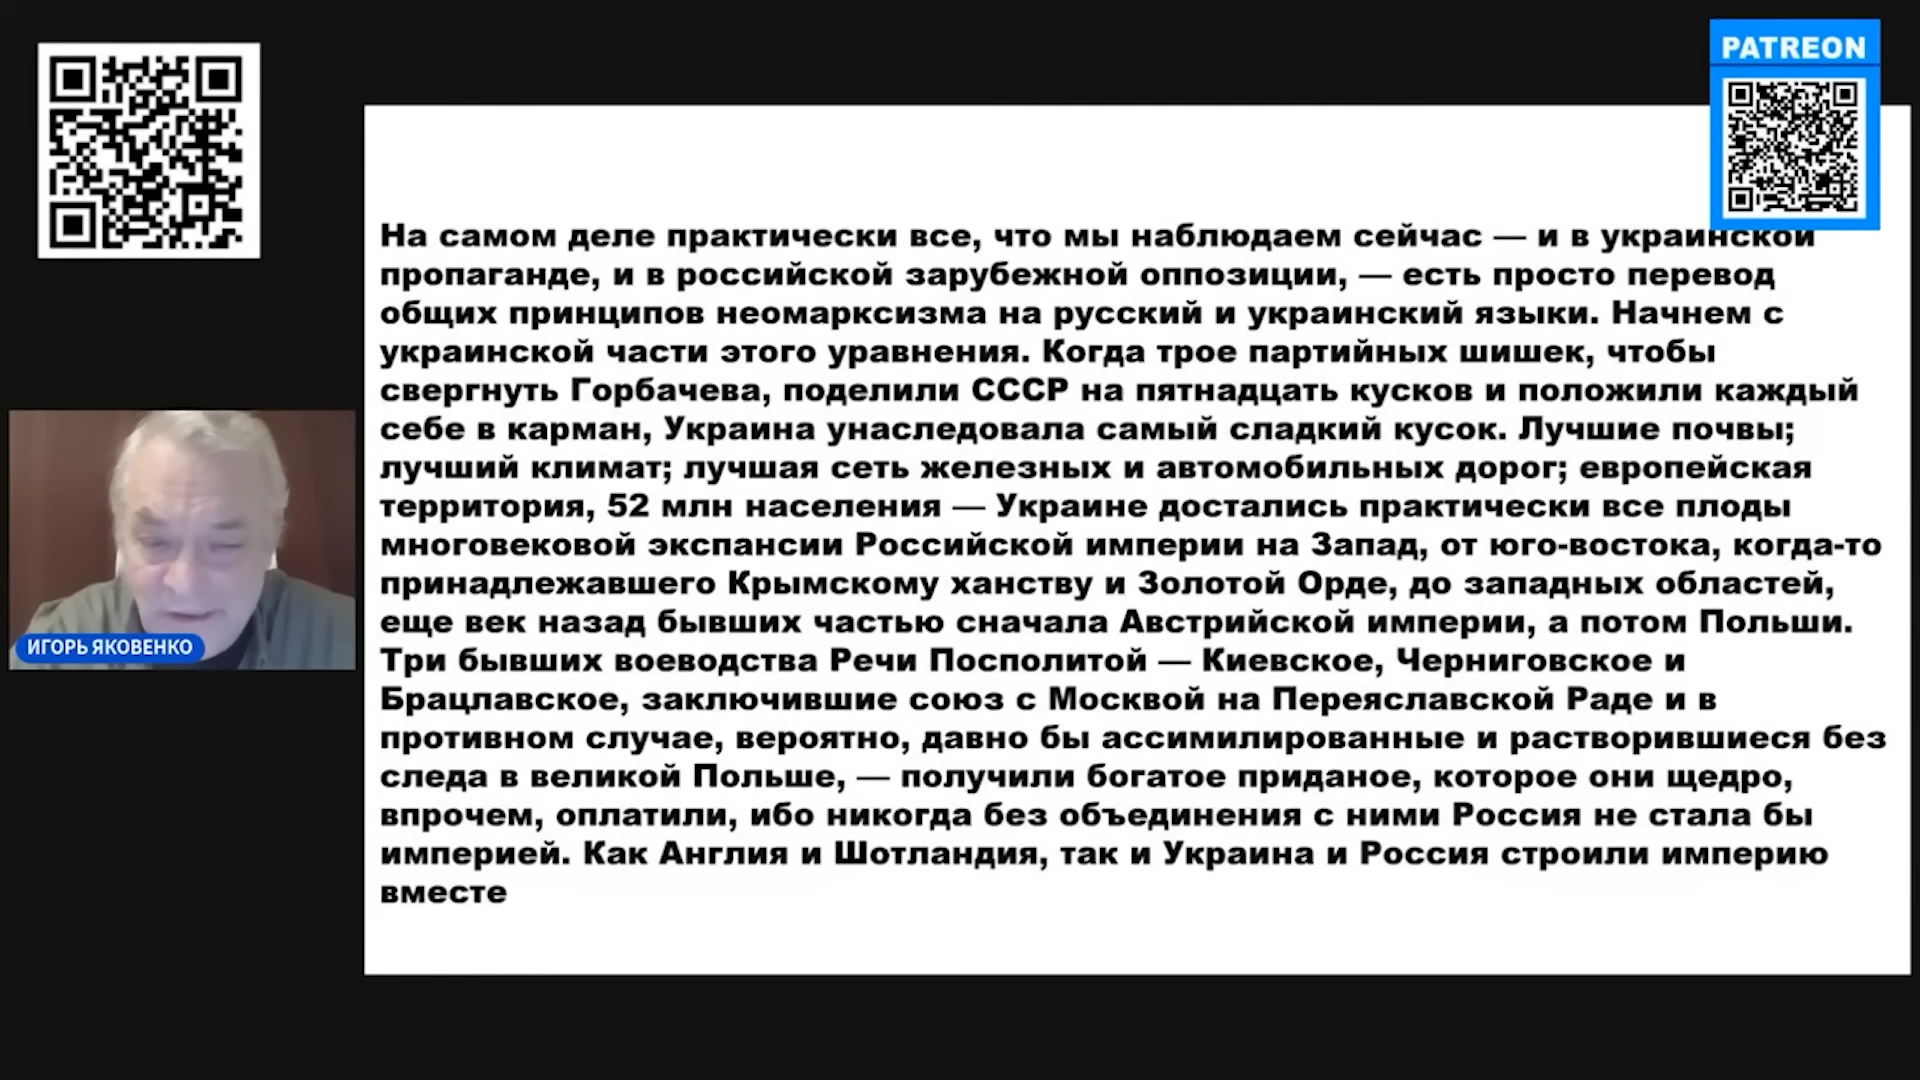 PATREON
На самом деле практически все, что мы наблюдаем сейчас — и в украинской
пропаганде, и в российской зарубежной оппозиции, — есть просто перевод
общих принципов неомарксизма на русский и украинский языки. Начнем с
украинской части этого уравнения. Когда трое партийных шишек, чтобы
свергнуть Горбачева, поделили СССР на пятнадцать кусков и положили каждый
себе в карман, Украина унаследовала самый сладкий кусок. Лучшие почвы;
лучший климат; лучшая сеть железных и автомобильных дорог; европейская
территория, 52 млн населения — Украине достались практически все плоды
многовековой экспансии Российской империи на Запад, от юго-востока, когда-то
принадлежавшего Крымскому ханству и Золотой Орде, до западных областей,
еще век назад бывших частью сначала Австрийской империи, а потом Польши.
Три бывших воеводства Речи Посполитой — Киевское, Черниговское и
Брацлавское, заключившие союз с Москвой на Переяславской Раде и в
противном случае, вероятно, давно бы ассимилированные и растворившиеся без
следа в великой Польше, — получили богатое приданое, которое они щедро,
впрочем, оплатили, ибо никогда без объединения с ними Россия не стала бы
империей. Как Англия и Шотландия, так и Украина и Россия строили империю
вместе
ИГОРЬ ЯКОВЕНКО